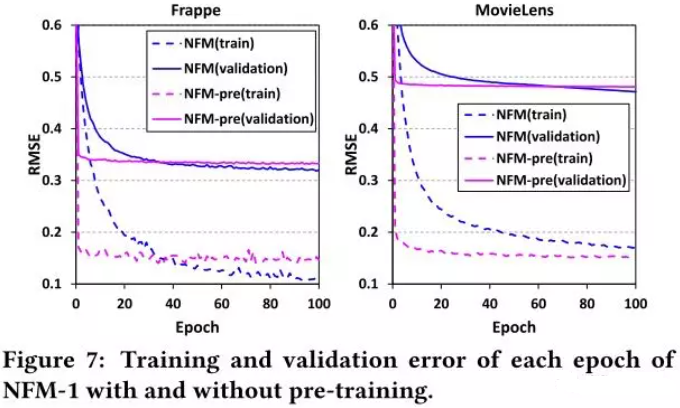 Frappe
0.6
0.5
0.4
0.3
0.2
0.1
RMSE
NFM(train)
NFM(validation)
NFM-pre(train)
NFM-pre(validation)
0 20 40 60 80 100
Epoch
MovieLens
0.6
0.5
0.4
0.3
0.2
0.1
RMSE
NFM(train)
NFM(validation)
NFM-pre(train)
NFM-pre(validation)
0 20 40 60 80 100
Epoch
Figure 7: Training and validation error of each epoch of
NFM-1 with and without pre-training.